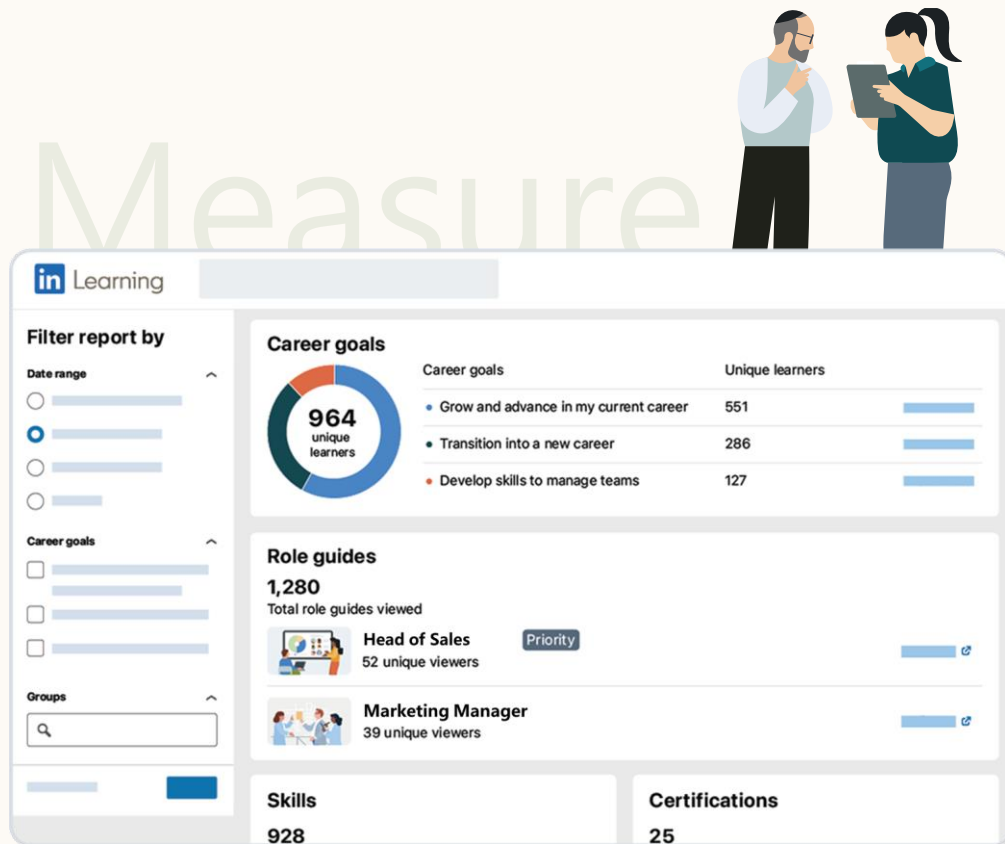 Measure
in Learning
Filter report by
Date range
Career goals
Groups
Career goals
964
unique
learners
Career goals Unique learners
Grow and advance in my current career 551
Transition into a new career 286
Develop skills to manage teams 127
Role guides
1,280
Total role guides viewed
Head of Sales Priority
52 unique viewers
Marketing Manager
39 unique viewers
Skills
928
Certifications
25